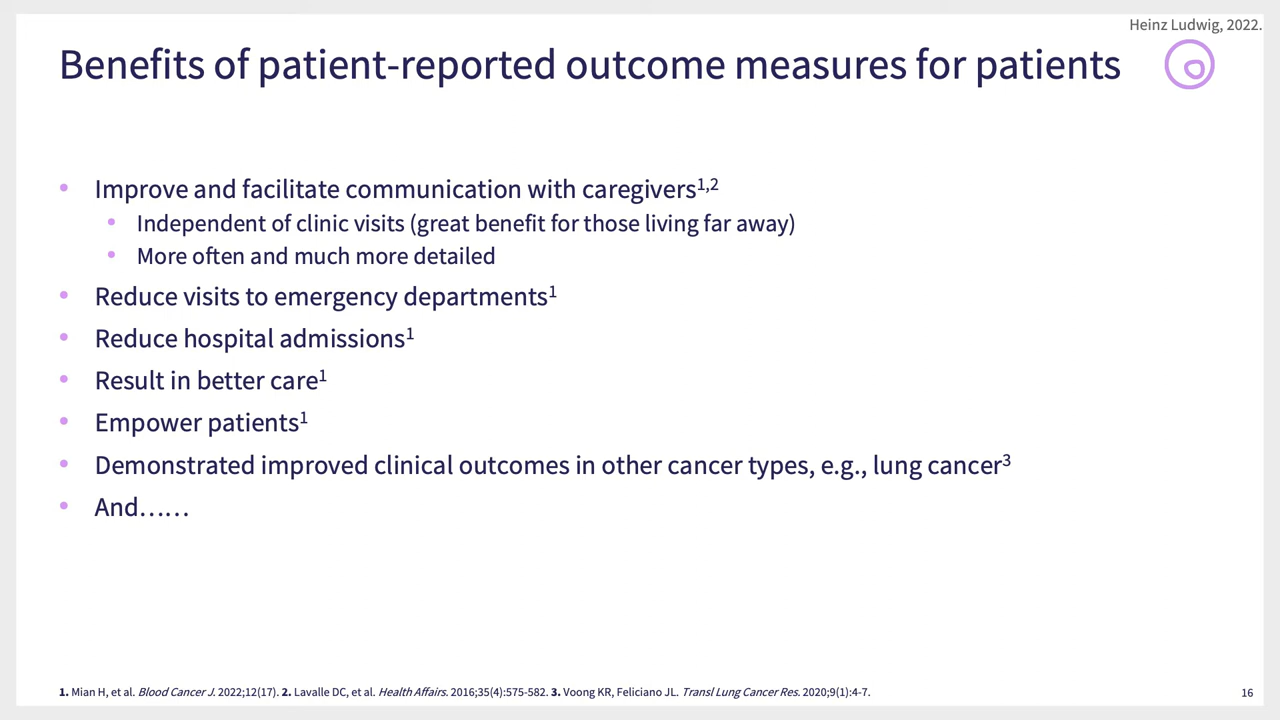 Heinz Ludwig, 2022.
Benefits of patient-reported outcome measures for patients
• Improve and facilitate communication with caregivers1,2
• Independent of clinic visits (great benefit for those living far away)
• More often and much more detailed
• Reduce visits to emergency departments1
• Reduce hospital admissions1
• Result in better care1
• Empower patients1
• Demonstrated improved clinical outcomes in other cancer types, e.g., lung cancer3
• And……
1. Mian H, et al. Blood Cancer J. 2022;12(17). 2. Lavalle DC, et al. Health Affairs. 2016;35(4):575-582. 3. Voong KR, Feliciano JL. Transl Lung Cancer Res. 2020;9(1):4-7.
16